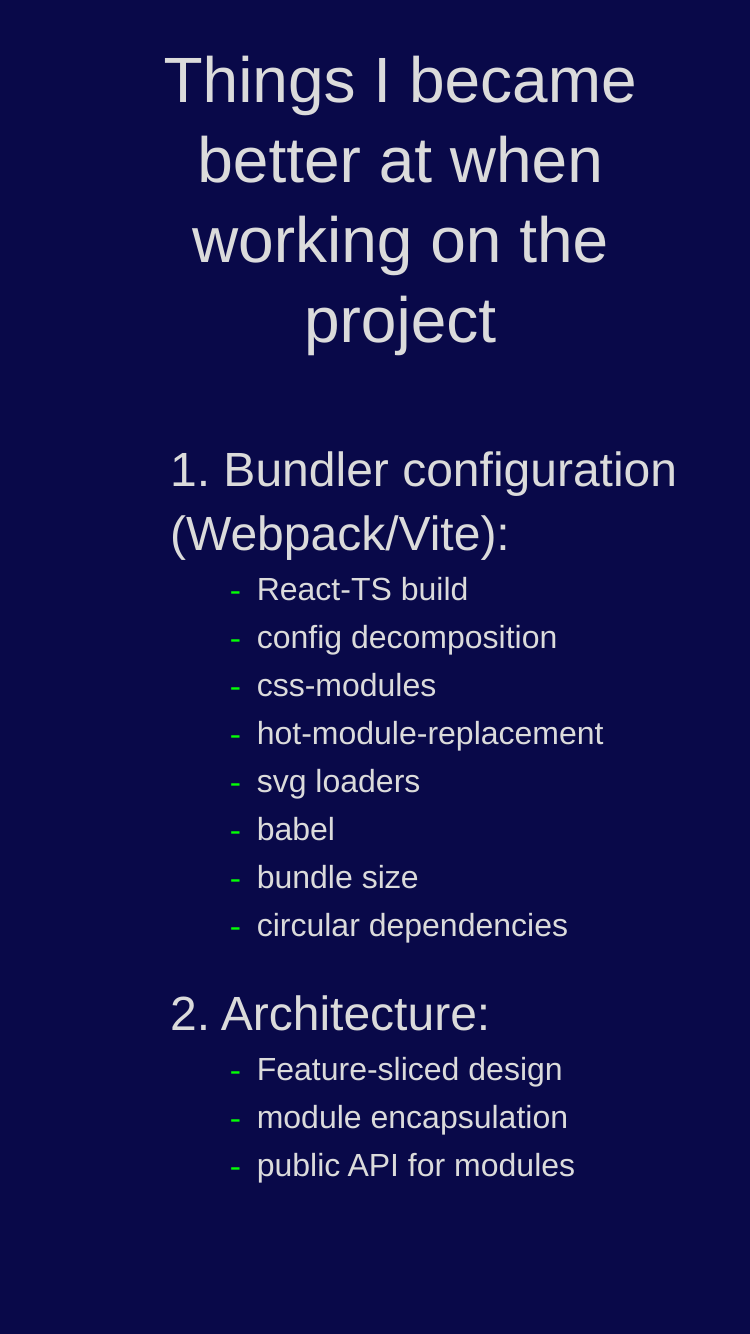 Things I became
better at when
working on the
project
1. Bundler configuration
(Webpack/Vite):
- React-TS build
- config decomposition
- css-modules
- hot-module-replacement
- svg loaders
- babel
- bundle size
- circular dependencies
2. Architecture:
- Feature-sliced design
- module encapsulation
- public API for modules